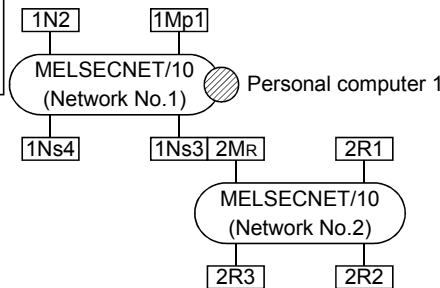 1N2
1Mp1
MELSECNET/10
(Network No.1)
Personal computer 1
1Ns4
1Ns3
2MR
2R1
MELSECNET/10
(Network No.2)
2R3
2R2